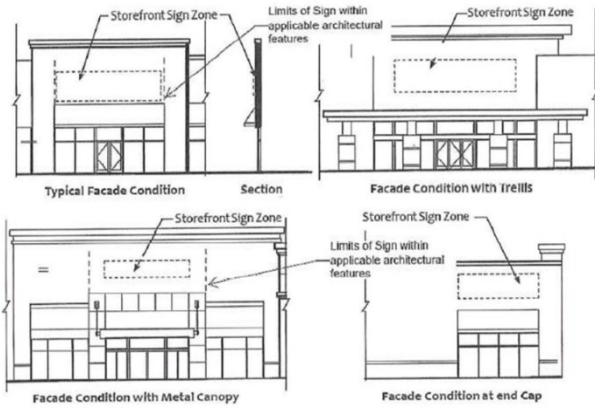 Storefront Sign Zone
Limits of Sign within
applicable architectural
features
Storefront Sign Zone
Typical Facade Condition
Section
Facade Condition with Trellis
Storefront Sign Zone
Storefront Sign Zone
Limits of Sign within
applicable architectural
features
Facade Condition with Metal Canopy
Facade Condition at end Cap